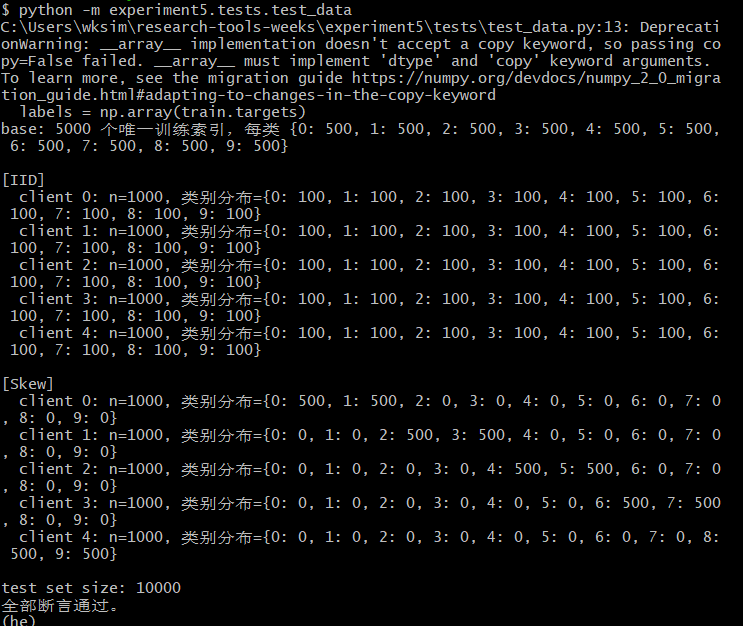 $ python -m experiment5.tests.test_data
C:\Users\wksim\research-tools-weeks\experiment5\tests\test_data.py:13: Deprecati
onWarning: __array__ implementation doesn't accept a copy keyword, so passing co
py=False failed. __array__ must implement 'dtype' and 'copy' keyword arguments.
To learn more, see the migration guide https://numpy.org/devdocs/numpy_2_0_migra
tion_guide.html#adapting-to-changes-in-the-copy-keyword
  labels = np.array(train.targets)
base: 5000 个唯一训练索引，每类 {0: 500, 1: 500, 2: 500, 3: 500, 4: 500, 5: 500,
 6: 500, 7: 500, 8: 500, 9: 500}

[IID]
  client 0: n=1000, 类别分布={0: 100, 1: 100, 2: 100, 3: 100, 4: 100, 5: 100, 6:
 100, 7: 100, 8: 100, 9: 100}
  client 1: n=1000, 类别分布={0: 100, 1: 100, 2: 100, 3: 100, 4: 100, 5: 100, 6:
 100, 7: 100, 8: 100, 9: 100}
  client 2: n=1000, 类别分布={0: 100, 1: 100, 2: 100, 3: 100, 4: 100, 5: 100, 6:
 100, 7: 100, 8: 100, 9: 100}
  client 3: n=1000, 类别分布={0: 100, 1: 100, 2: 100, 3: 100, 4: 100, 5: 100, 6:
 100, 7: 100, 8: 100, 9: 100}
  client 4: n=1000, 类别分布={0: 100, 1: 100, 2: 100, 3: 100, 4: 100, 5: 100, 6:
 100, 7: 100, 8: 100, 9: 100}

[Skew]
  client 0: n=1000, 类别分布={0: 500, 1: 500, 2: 0, 3: 0, 4: 0, 5: 0, 6: 0, 7: 0
, 8: 0, 9: 0}
  client 1: n=1000, 类别分布={0: 0, 1: 0, 2: 500, 3: 500, 4: 0, 5: 0, 6: 0, 7: 0
, 8: 0, 9: 0}
  client 2: n=1000, 类别分布={0: 0, 1: 0, 2: 0, 3: 0, 4: 500, 5: 500, 6: 0, 7: 0
, 8: 0, 9: 0}
  client 3: n=1000, 类别分布={0: 0, 1: 0, 2: 0, 3: 0, 4: 0, 5: 0, 6: 500, 7: 500
, 8: 0, 9: 0}
  client 4: n=1000, 类别分布={0: 0, 1: 0, 2: 0, 3: 0, 4: 0, 5: 0, 6: 0, 7: 0, 8:
 500, 9: 500}

test set size: 10000
全部断言通过。
(he)